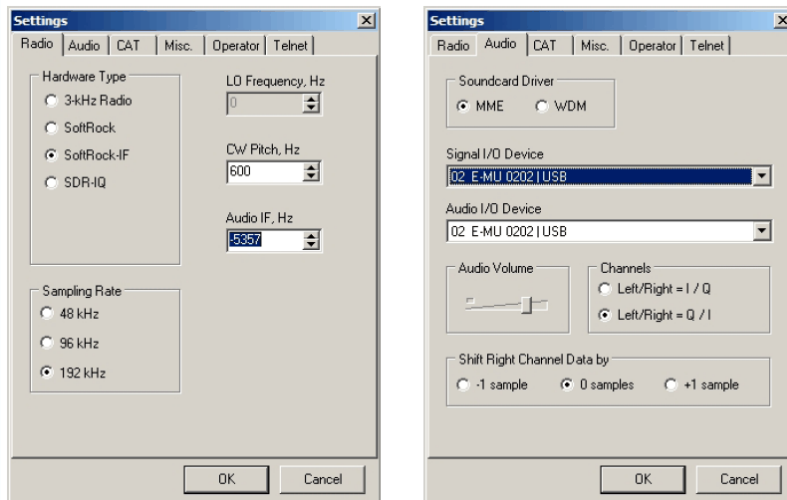 Settings
Radio Audio CAT Misc. Operator Telnet
Hardware Type
3-kHz Radio
SoftRock
SoftRock-IF
SDR-IQ
LO Frequency, Hz
0
CW Pitch, Hz
600
Audio IF, Hz
-5357
Sampling Rate
48 kHz
96 kHz
192 kHz
OK Cancel
Settings
Radio Audio CAT Misc. Operator Telnet
Soundcard Driver
MME WDM
Signal I/O Device
02 E-MU 0202 | USB
Audio I/O Device
02 E-MU 0202 | USB
Audio Volume
Channels
Left/Right = I / Q
Left/Right = Q / I
Shift Right Channel Data by
-1 sample 0 samples +1 sample
OK Cancel